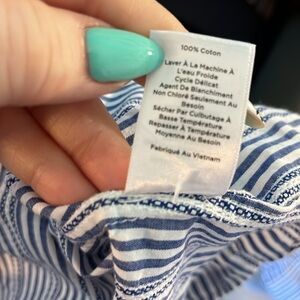 100% Coton
Laver À La Machine À
L'eau Froide
Cycle Délicat
Agent De Blanchiment
Non Chloré Seulement Au
Besoin
Sécher Par Culbutage À
Basse Température
Repasser À Température
Moyenne Au Besoin
Fabriqué Au Vietnam